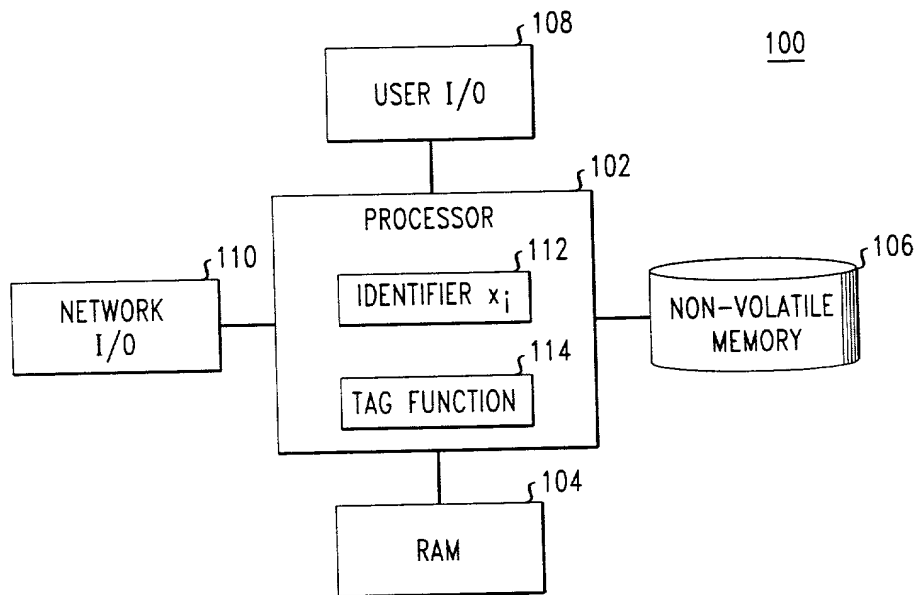 108
100
USER I/O
102
PROCESSOR
110
112
106
NETWORK
I/O
IDENTIFIER xi
NON-VOLATILE
MEMORY
114
TAG FUNCTION
104
RAM